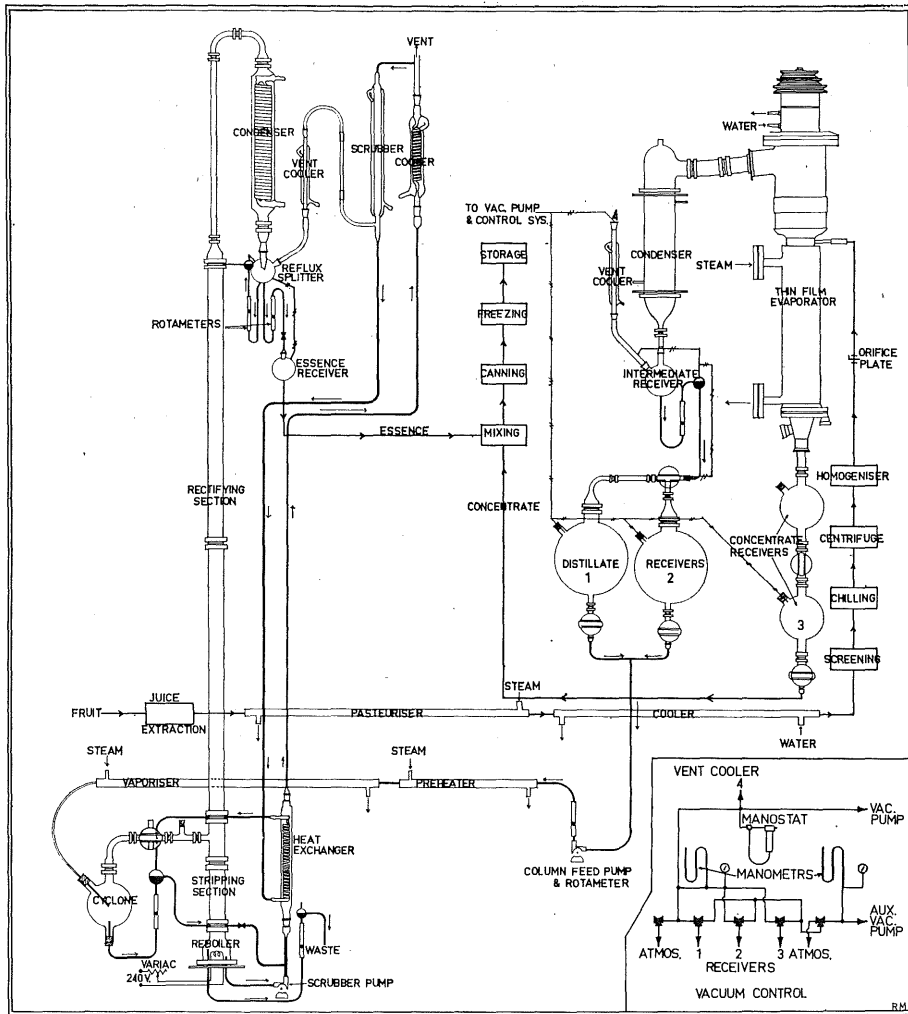 VENT
CONDENSER
VENT
COOLER
SCRUBBER
COOLER
WATER
TO VAC. PUMP
& CONTROL SYS.
STORAGE
VENT
COOLER
CONDENSER
STEAM
REFLUX
SPLITTER
THIN FILM
EVAPORATOR
FREEZING
ROTAMETERS
ORIFICE
PLATE
ESSENCE
RECEIVER
CANNING
INTERMEDIATE
RECEIVER
ESSENCE
MIXING
RECTIFYING
SECTION
HOMOGENISER
CONCENTRATE
CONCENTRATE
RECEIVERS
CENTRIFUGE
DISTILLATE
1
RECEIVERS
2
CHILLING
3
SCREENING
STEAM
FRUIT
JUICE
EXTRACTION
PASTEURISER
COOLER
WATER
STEAM
VAPORISER
STEAM
PREHEATER
HEAT
EXCHANGER
COLUMN FEED PUMP
& ROTAMETER
CYCLONE
STRIPPING
SECTION
REBOILER
WASTE
VARIAC
240V.
SCRUBBER PUMP
VENT COOLER
4
VAC.
PUMP
MANOSTAT
MANOMETRS
AUX.
VAC.
PUMP
ATMOS.
1
2
3
ATMOS.
RECEIVERS
VACUUM CONTROL
RM